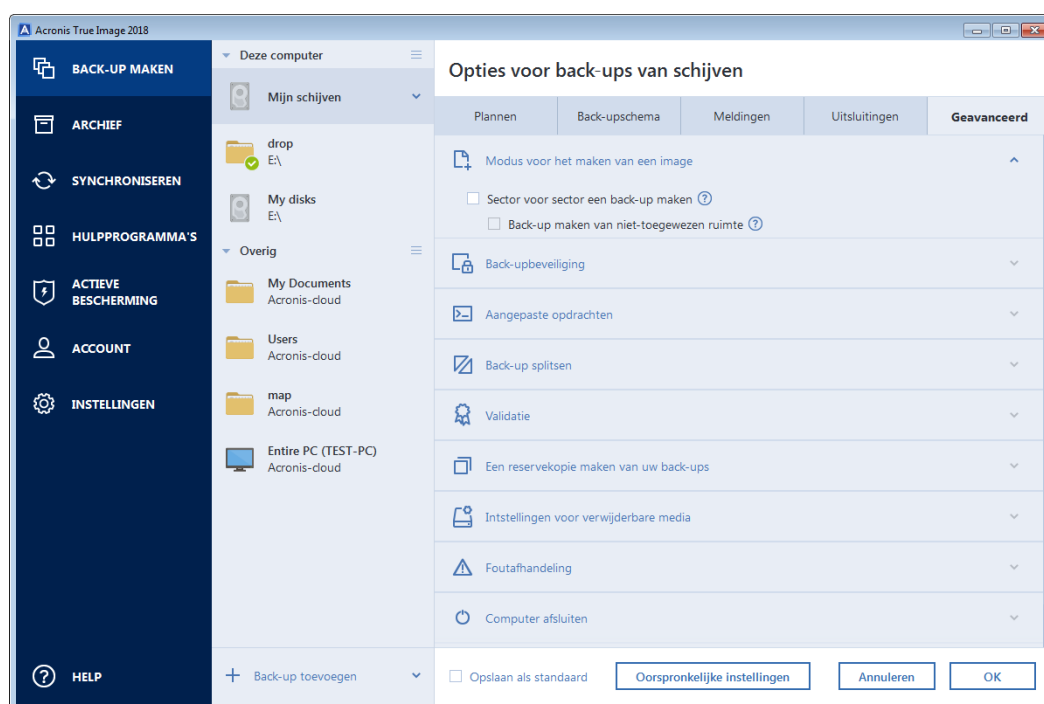 Acronis True Image 2018
BACK-UP MAKEN
ARCHIEF
SYNCHRONISEREN
HULPPROGRAMMA'S
ACTIEVE
BESCHERMING
ACCOUNT
INSTELLINGEN
HELP
Deze computer
Mijn schijven
drop
E:\
My disks
E:\
Overig
My Documents
Acronis-cloud
Users
Acronis-cloud
map
Acronis-cloud
Entire PC (TEST-PC)
Acronis-cloud
Back-up toevoegen
Opties voor back-ups van schijven
Plannen
Back-upschema
Meldingen
Uitsluitingen
Geavanceerd
Modus voor het maken van een image
Sector voor sector een back-up maken ?
Back-up maken van niet-toegewezen ruimte ?
Back-upbeveiliging
Aangepaste opdrachten
Back-up splitsen
Validatie
Een reservekopie maken van uw back-ups
Intstellingen voor verwijderbare media
Foutafhandeling
Computer afsluiten
Opslaan als standaard
Oorspronkelijke instellingen
Annuleren
OK